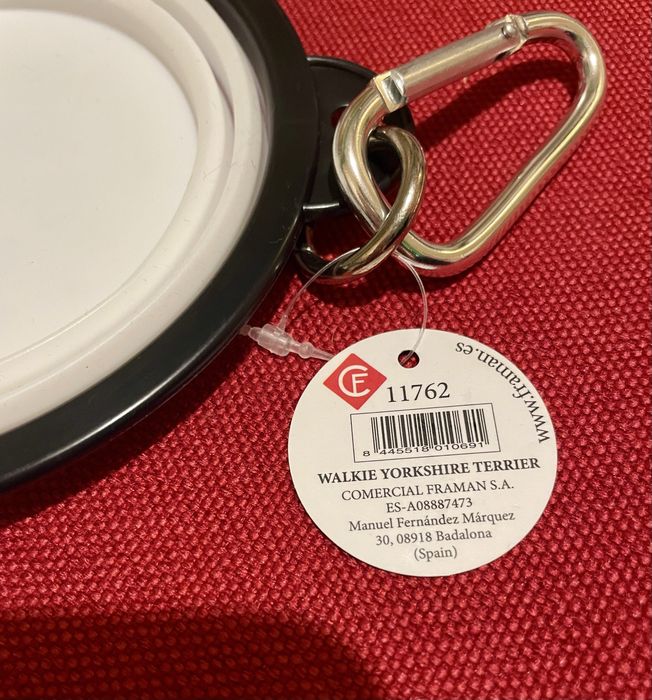 CF
11762
www.framan.es
8 445518 010691
WALKIE YORKSHIRE TERRIER
COMERCIAL FRAMAN S.A.
ES-A08887473
Manuel Fernández Márquez
30, 08918 Badalona
(Spain)